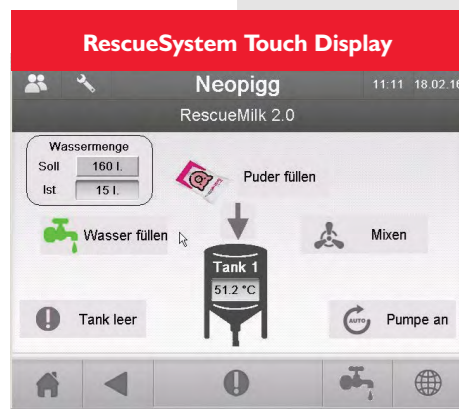 RescueSystem Touch Display
Neopigg
11:11 18.02.16
RescueMilk 2.0
Wassermenge
Soll 160 l.
Ist 15 l.
Puder füllen
Wasser füllen
Mixen
Tank 1
51.2 °C
Tank leer
AUTO
Pumpe an